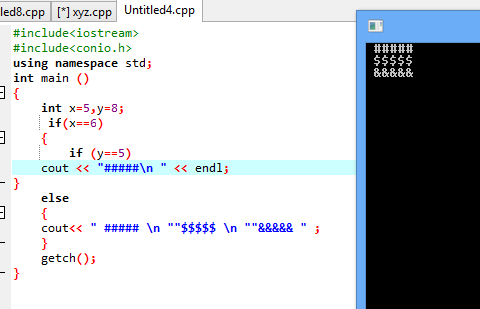 led8.cpp [*] xyz.cpp Untitled4.cpp
#include<iostream>
#include<conio.h>
using namespace std;
int main ()
{
int x=5,y=8;
if(x==6)
{
if (y==5)
cout << "#####\n " << endl;
}
else
{
cout<< " ##### \n ""$$$$$ \n ""&&&&& " ;
}
getch();
}
#####
$$$$$
&&&&&